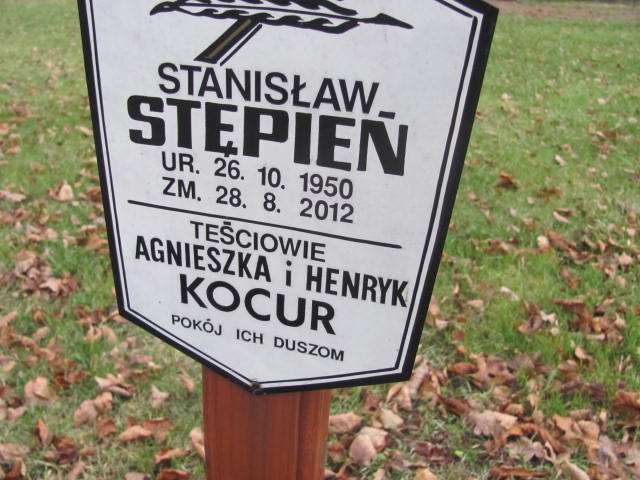 STANISŁAW
STĘPIEŃ
UR. 26. 10. 1950
ZM. 28. 8. 2012
TEŚCIOWIE
AGNIESZKA i HENRYK
KOCUR
POKÓJ ICH DUSZOM